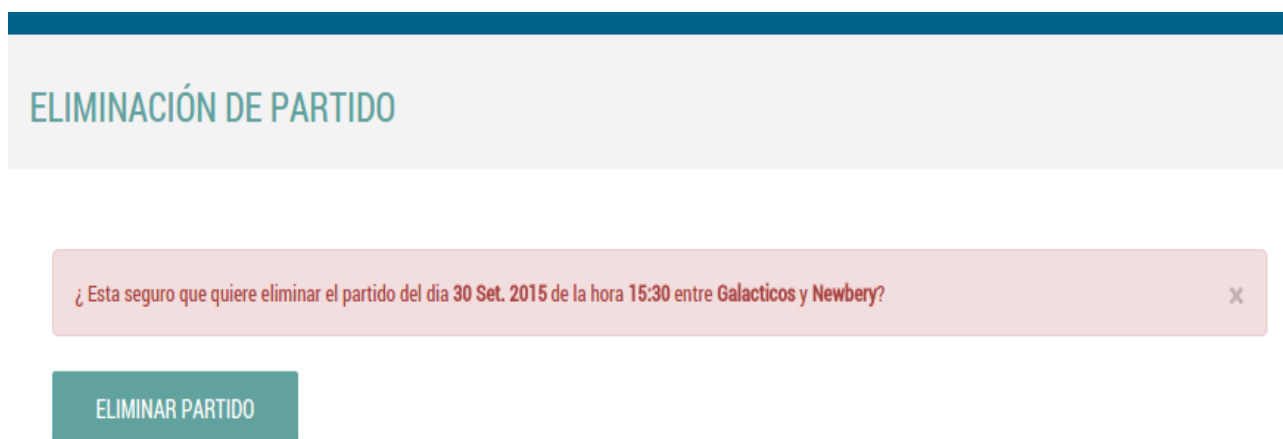 ELIMINACIÓN DE PARTIDO
¿ Esta seguro que quiere eliminar el partido del dia 30 Set. 2015 de la hora 15:30 entre Galacticos y Newbery?
×
ELIMINAR PARTIDO